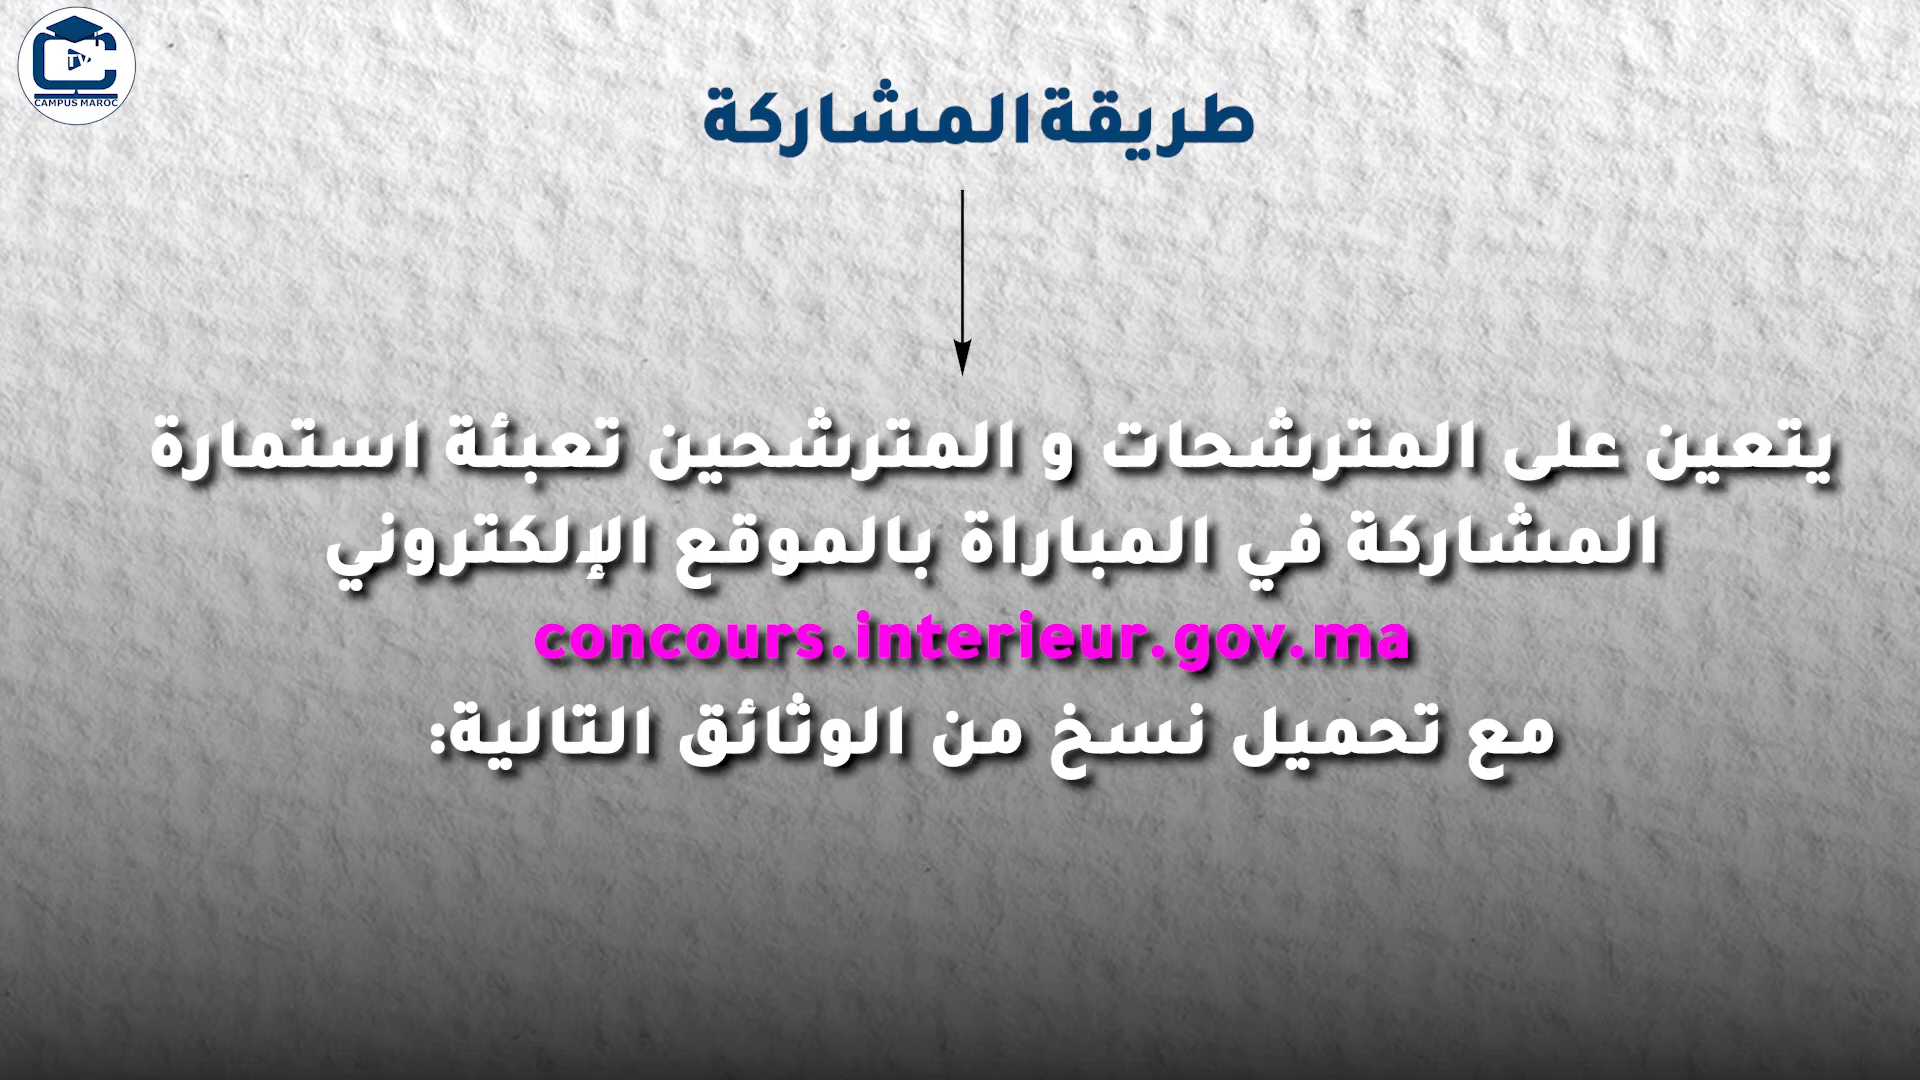 TV
CAMPUS MAROC
طريقة المشاركة
يتعين على المترشحات و المترشحين تعبئة استمارة
المشاركة في المباراة بالموقع الإلكتروني
concours.interieur.gov.ma
مع تحميل نسخ من الوثائق التالية: